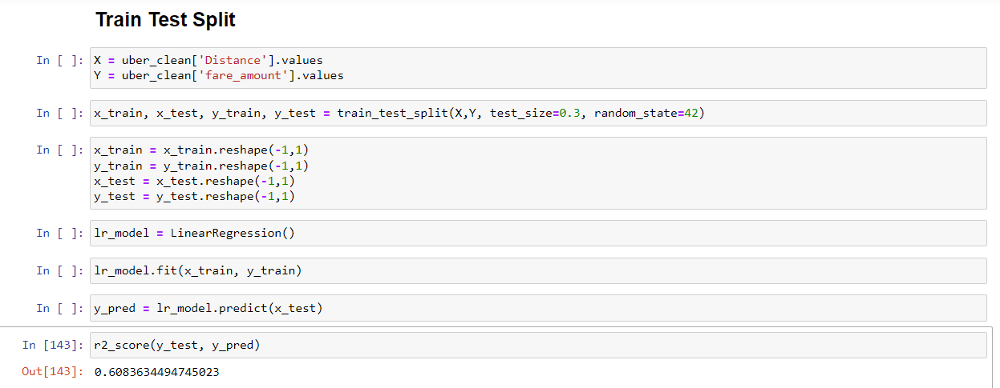 Train Test Split
In [ ]: X = uber_clean['Distance'].values
Y = uber_clean['fare_amount'].values
In [ ]: x_train, x_test, y_train, y_test = train_test_split(X,Y, test_size=0.3, random_state=42)
In [ ]: x_train = x_train.reshape(-1,1)
y_train = y_train.reshape(-1,1)
x_test = x_test.reshape(-1,1)
y_test = y_test.reshape(-1,1)
In [ ]: lr_model = LinearRegression()
In [ ]: lr_model.fit(x_train, y_train)
In [ ]: y_pred = lr_model.predict(x_test)
In [143]: r2_score(y_test, y_pred)
Out[143]: 0.6083634494745023